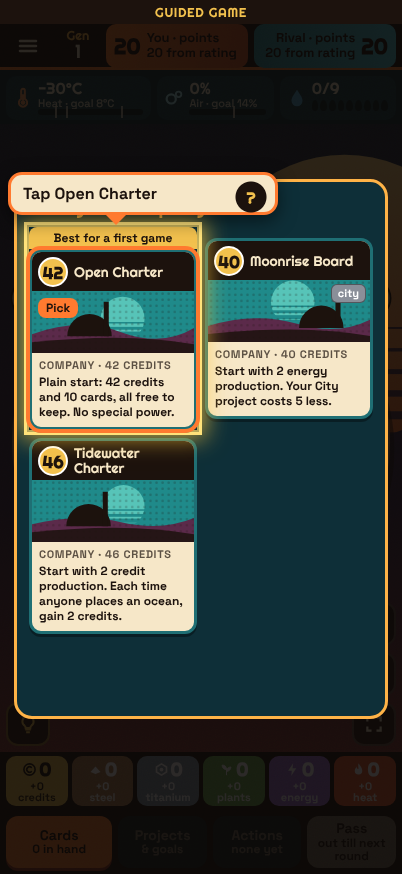 GUIDED GAME
Gen
1
20
You · points
20 from rating
Rival · points
20 from rating
20
-30°C
Heat · goal 8°C
0%
Air · goal 14%
0/9
Tap Open Charter
?
Best for a first game
42
Open Charter
Pick
COMPANY · 42 CREDITS
Plain start: 42 credits
and 10 cards, all free to
keep. No special power.
40
Moonrise Board
city
COMPANY · 40 CREDITS
Start with 2 energy
production. Your City
project costs 5 less.
46
Tidewater
Charter
COMPANY · 46 CREDITS
Start with 2 credit
production. Each time
anyone places an ocean,
gain 2 credits.
© 0
+0
credits
0
+0
steel
0
+0
titanium
0
+0
plants
0
+0
energy
0
+0
heat
Cards
0 in hand
Projects
& goals
Actions
none yet
Pass
out till next
round